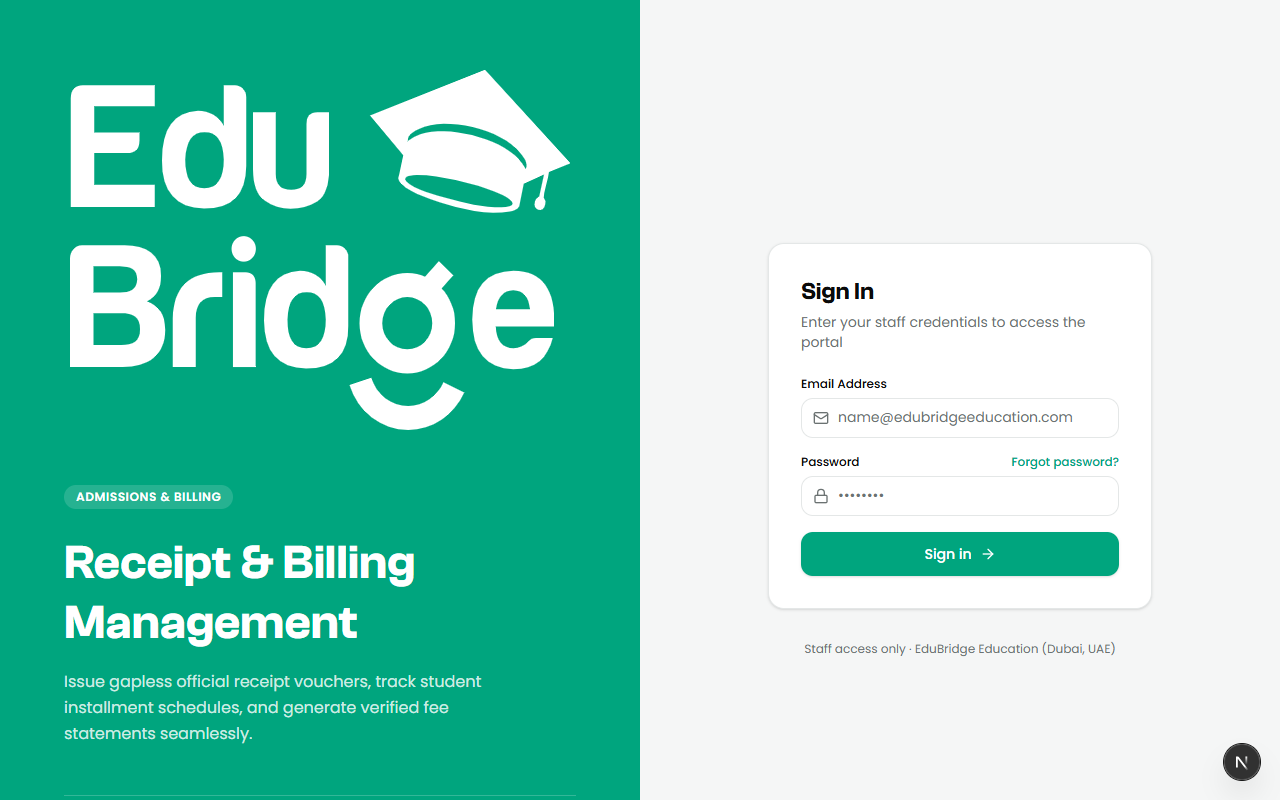 Edu
Bridge
ADMISSIONS & BILLING
Receipt & Billing
Management
Issue gapless official receipt vouchers, track student
installment schedules, and generate verified fee
statements seamlessly.
Sign In
Enter your staff credentials to access the
portal
Email Address
name@edubridgeeducation.com
Password
Forgot password?
••••••••
Sign in →
Staff access only · EduBridge Education (Dubai, UAE)
N